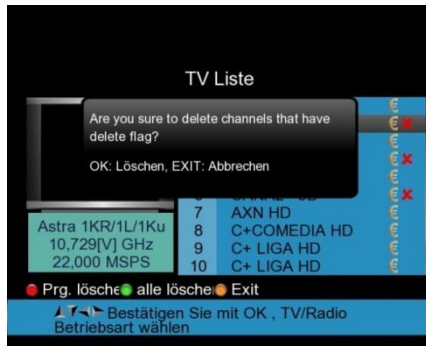 TV Liste
Are you sure to delete channels that have
delete flag?
OK: Löschen, EXIT: Abbrechen
7 AXN HD
8 C+COMEDIA HD
9 C+ LIGA HD
10 C+ LIGA HD
Astra 1KR/1L/1Ku
10,729[V] GHz
22,000 MSPS
Prg. lösche alle lösche Exit
Bestätigen Sie mit OK , TV/Radio
Betriebsart wählen